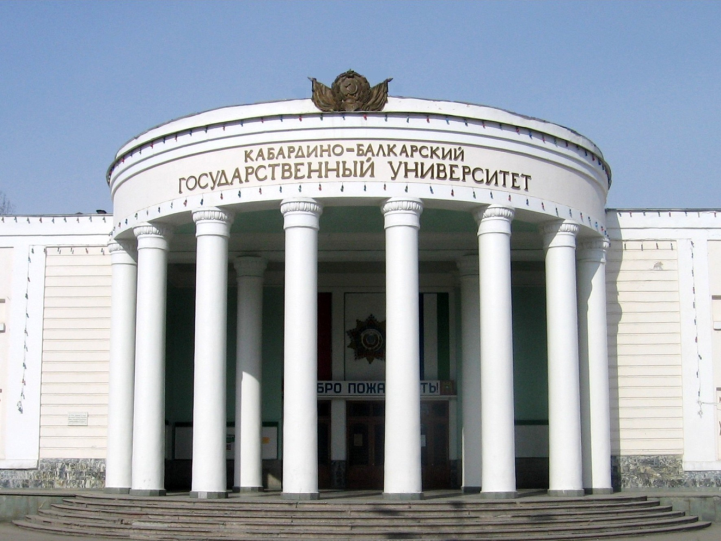 КАБАРДИНО-БАЛКАРСКИЙ
ГОСУДАРСТВЕННЫЙ УНИВЕРСИТЕТ